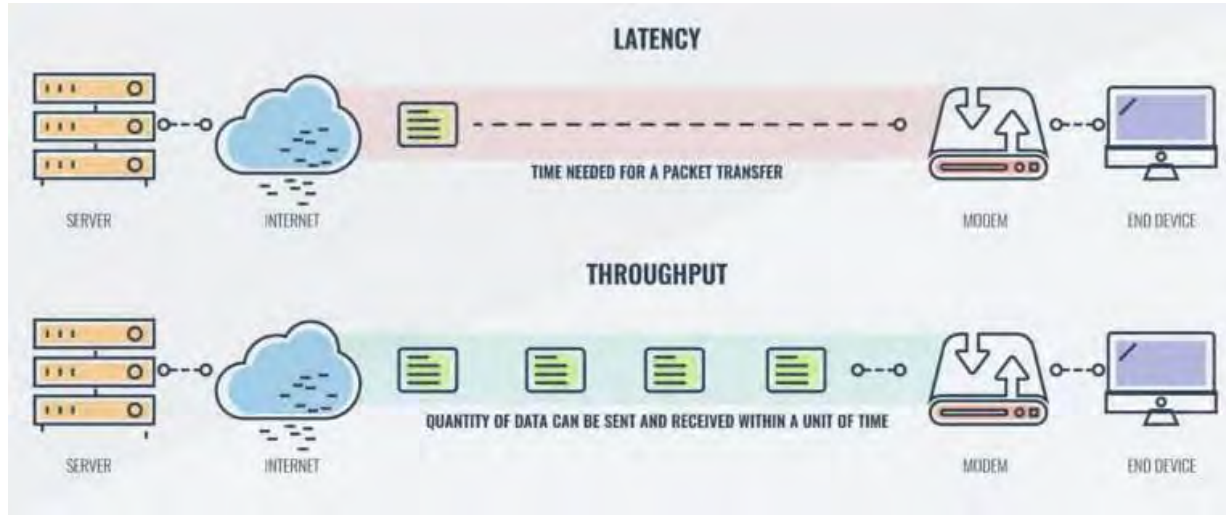 LATENCY
TIME NEEDED FOR A PACKET TRANSFER
SERVER
INTERNET
MODEM
END DEVICE
THROUGHPUT
QUANTITY OF DATA CAN BE SENT AND RECEIVED WITHIN A UNIT OF TIME
SERVER
INTERNET
MODEM
END DEVICE